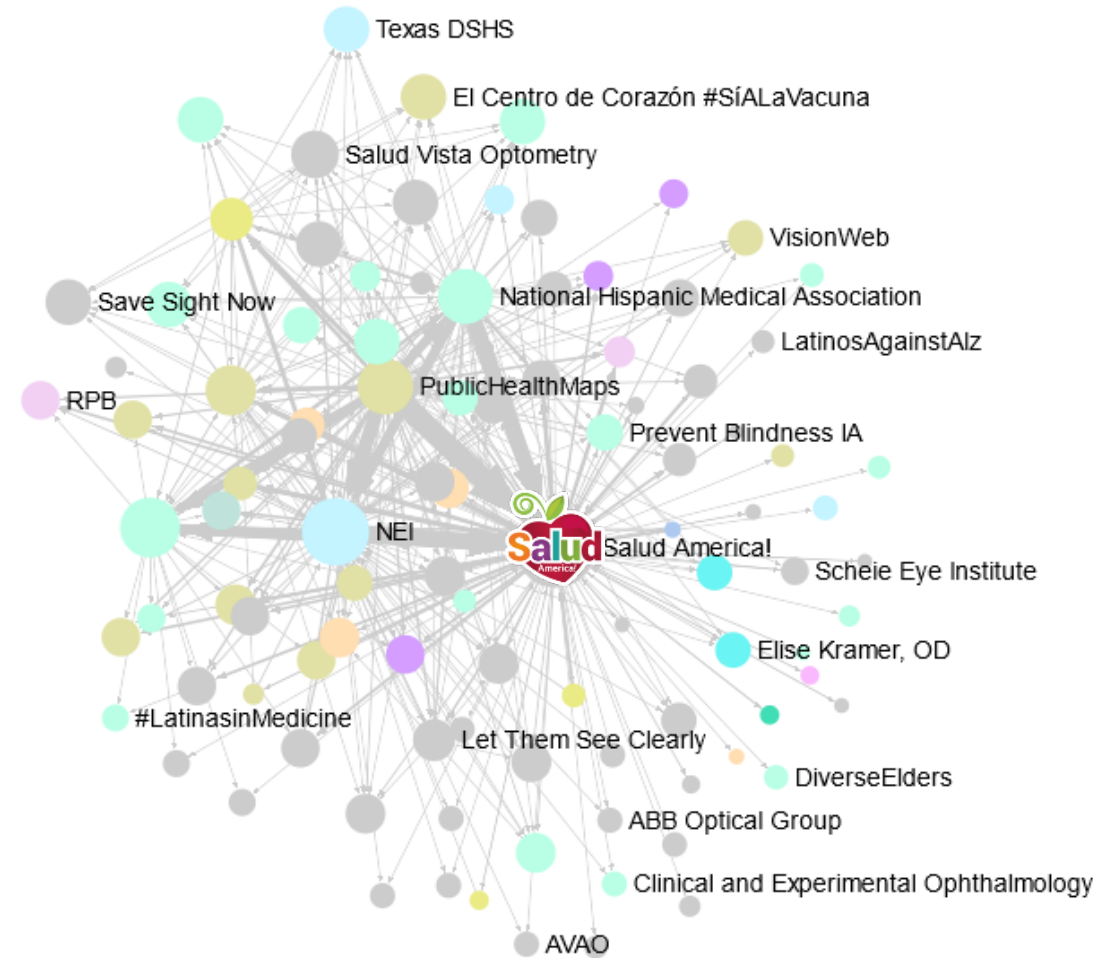 Texas DSHS
El Centro de Corazón #SíALaVacuna
Salud Vista Optometry
VisionWeb
Save Sight Now
National Hispanic Medical Association
LatinosAgainstAlz
PublicHealthMaps
RPB
Prevent Blindness IA
NEI
Salud
America!
Salud America!
Scheie Eye Institute
Elise Kramer, OD
#LatinasinMedicine
Let Them See Clearly
DiverseElders
ABB Optical Group
Clinical and Experimental Ophthalmology
AVAO